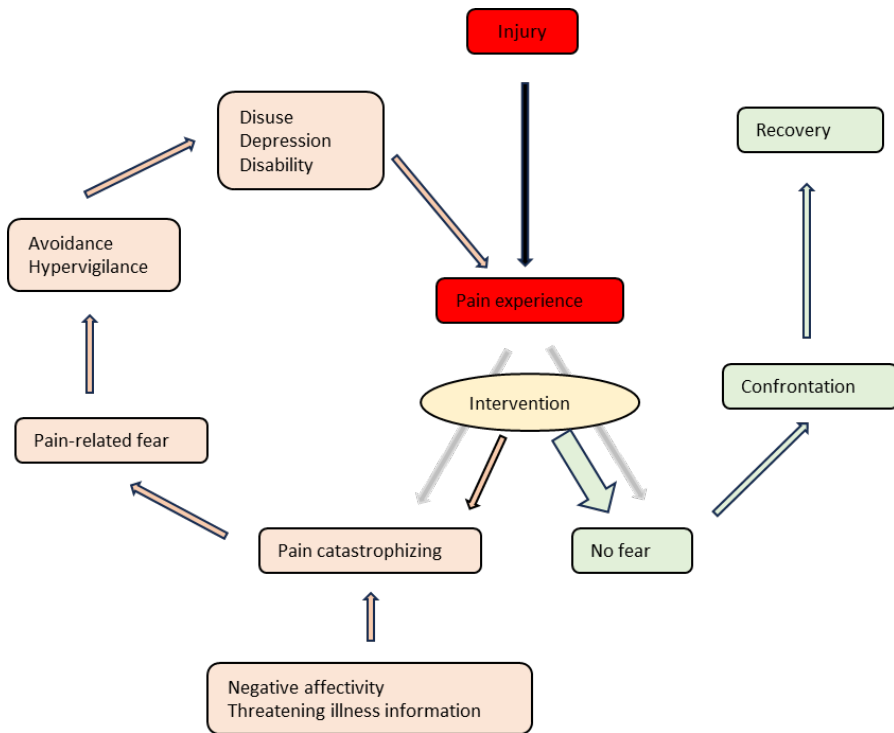 Injury
Disuse
Depression
Disability
Recovery
Avoidance
Hypervigilance
Pain experience
Confrontation
Intervention
Pain-related fear
Pain catastrophizing
No fear
Negative affectivity
Threatening illness information